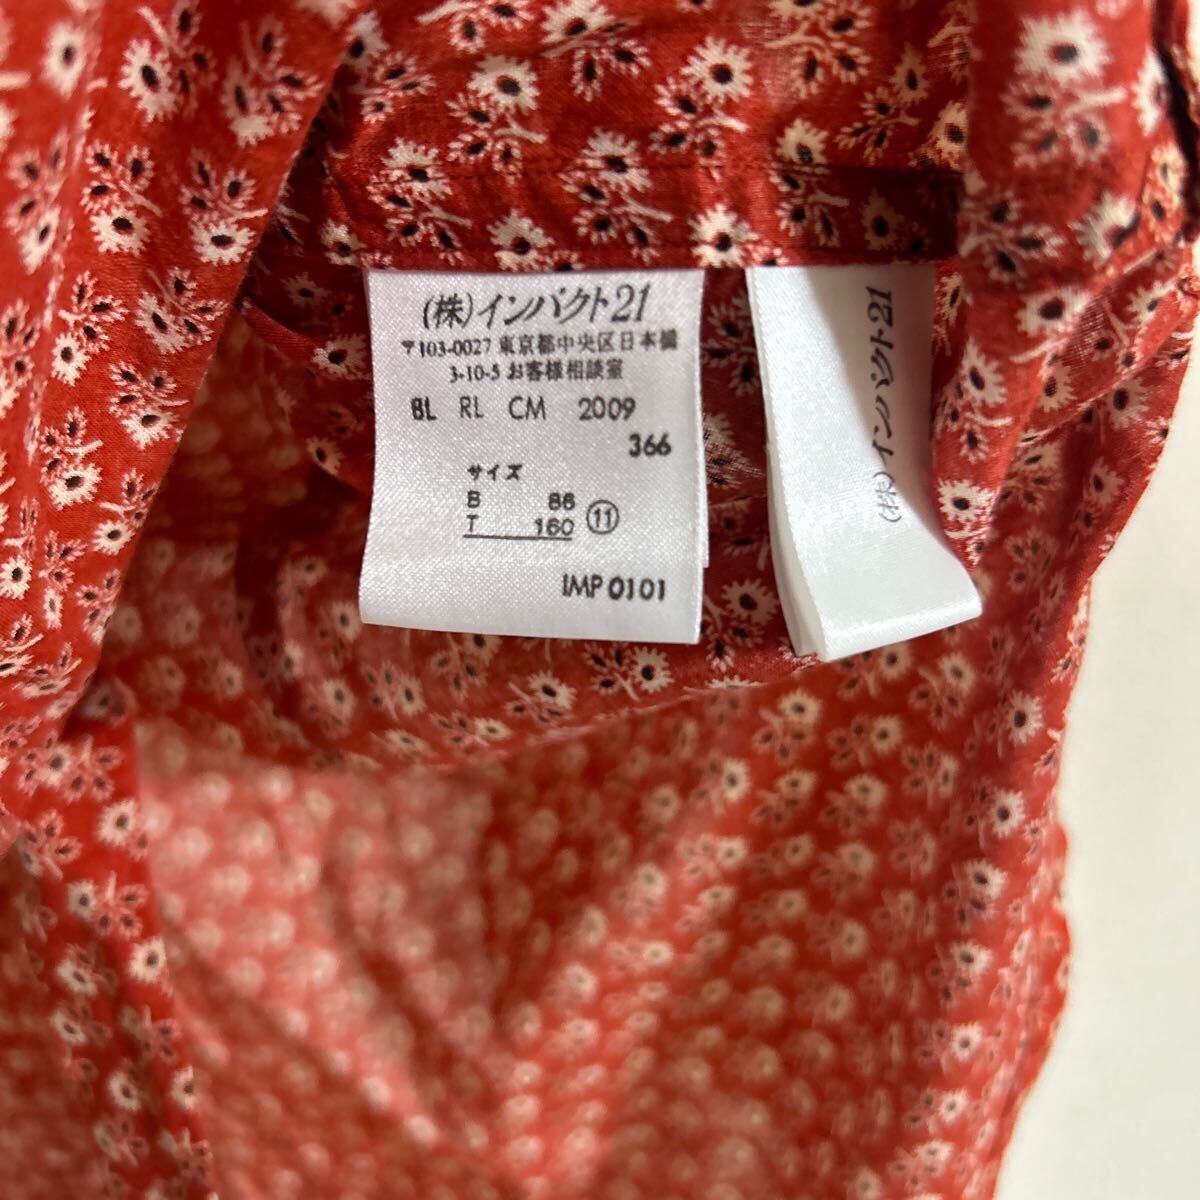 (株)インパクト21
〒103-0027 東京都中央区日本橋
3-10-5 お客様相談室
BL RL CM 2009
366
サイズ
B 86
T 160 ⑪
IMP 0101
(株)インパクト21